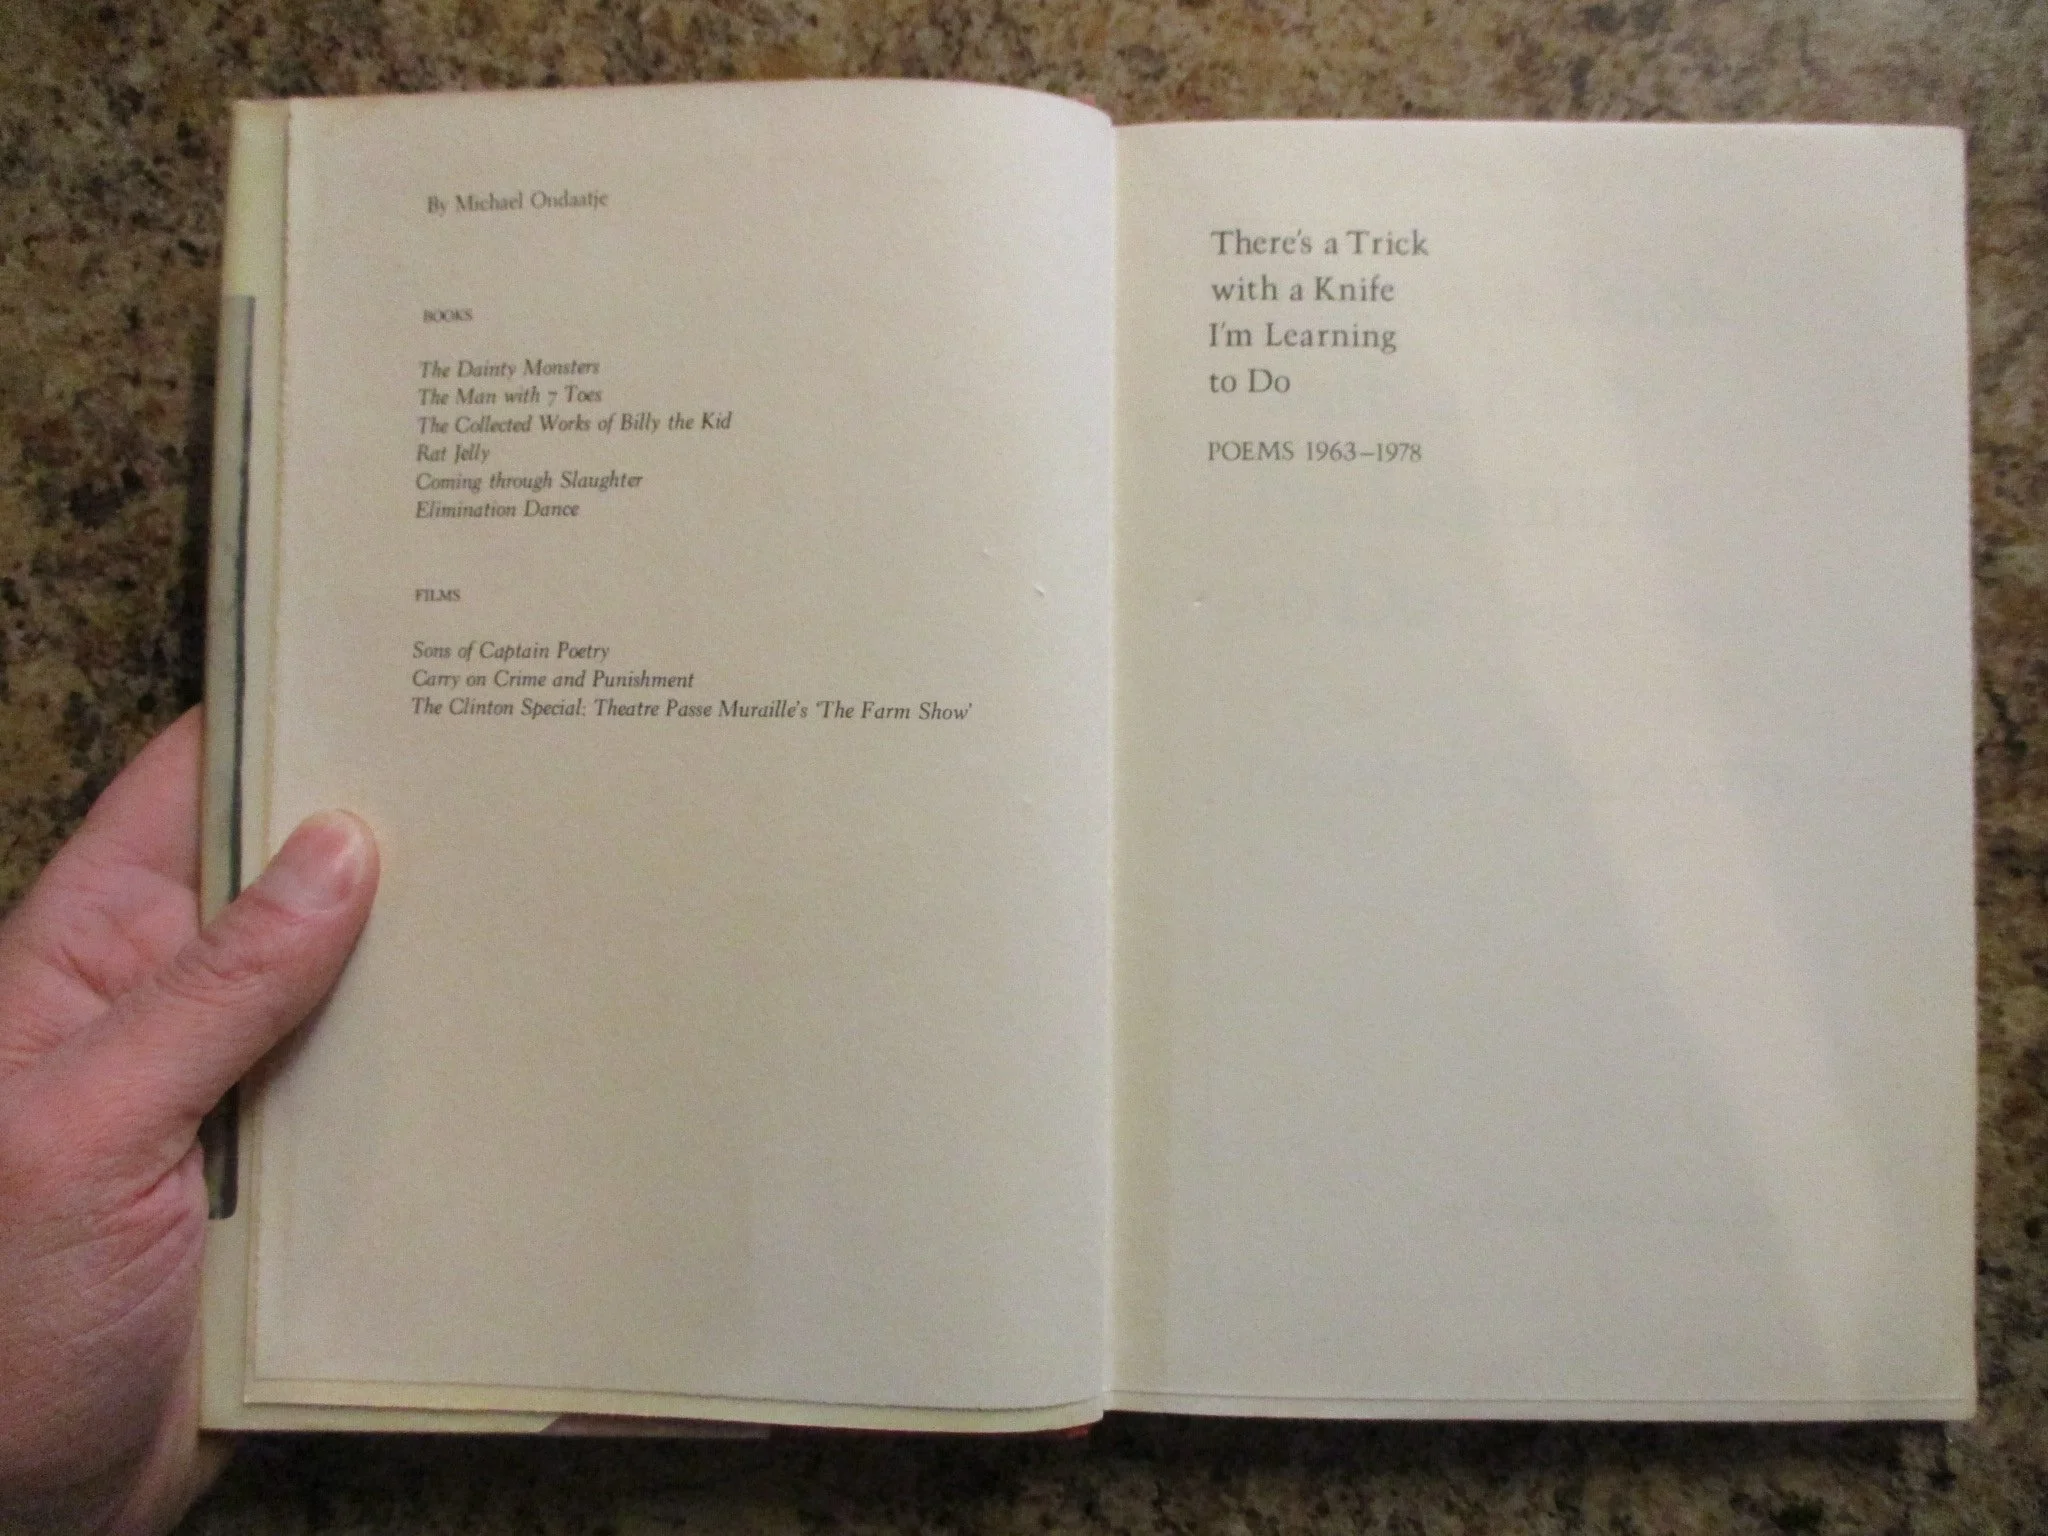 By Michael Ondaatje
BOOKS
The Dainty Monsters
The Man with 7 Toes
The Collected Works of Billy the Kid
Rat Jelly
Coming through Slaughter
Elimination Dance
FILMS
Sons of Captain Poetry
Carry on Crime and Punishment
The Clinton Special: Theatre Passe Muraille's 'The Farm Show'
There's a Trick
with a Knife
I'm Learning
to Do
POEMS 1963–1978